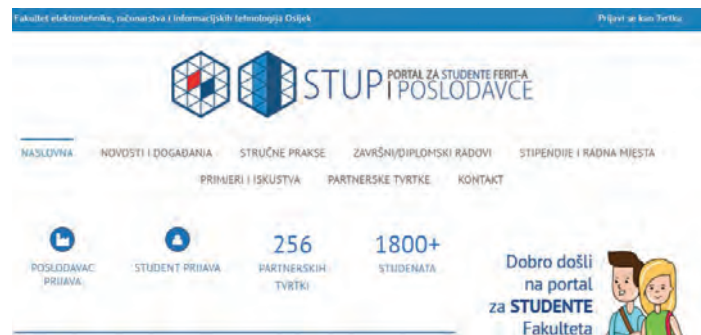 Fakultet elektrotehnike, računarstva i informacijskih tehnologija Osijek
Prijavi se kao Tvrtka
STUPI PORTAL ZA STUDENTE FERIT-A
POSLODAVCE
NASLOVNA NOVOSTI I DOGAĐANJA STRUČNE PRAKSE ZAVRŠNI/DIPLOMSKI RADOVI STIPENDIJE I RADNA MJESTA
PRIMJERI I ISKUSTVA PARTNERSKE TVRTKE KONTAKT
POSLODAVAC
PRIJAVA
STUDENT PRIJAVA
256
PARTNERSKIH
TVRTKI
1800+
STUDENATA
Dobro došli
na portal
za STUDENTE
Fakulteta